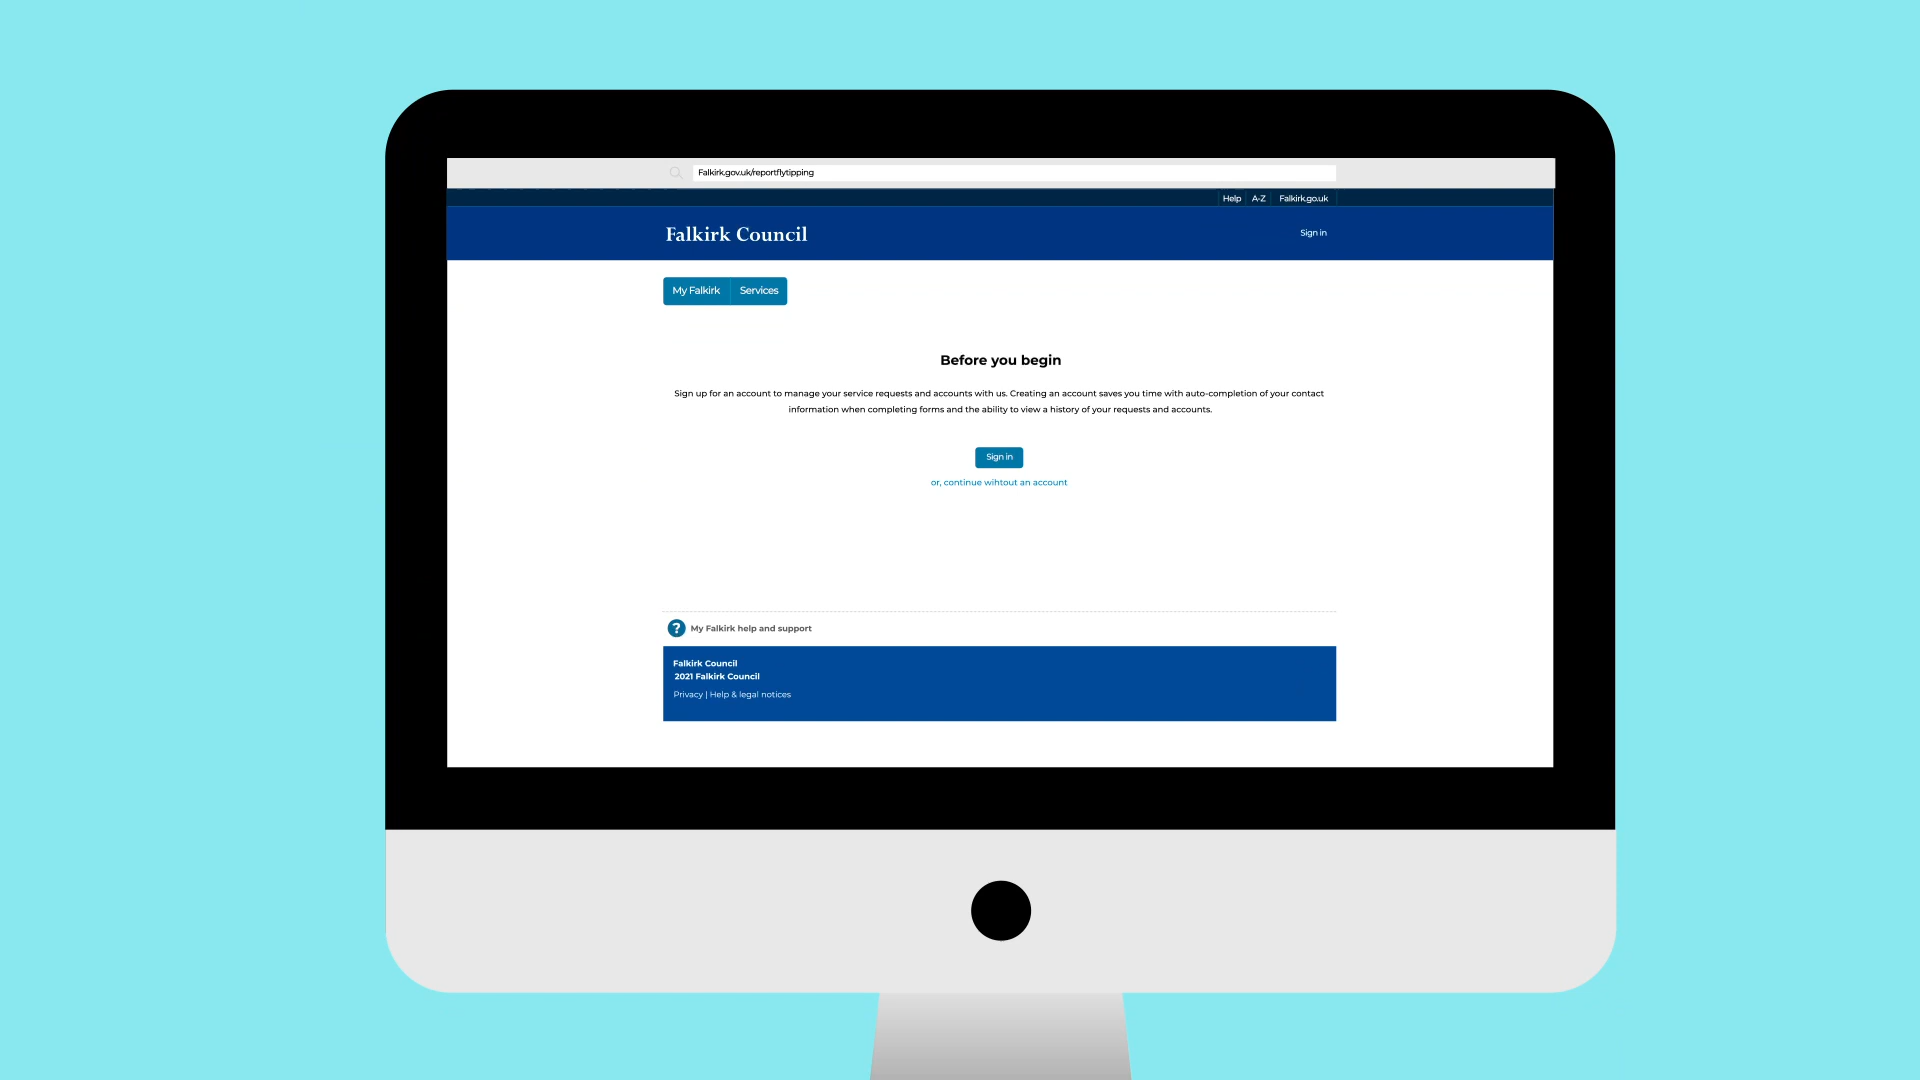 Falkirk.gov.uk/reportflytipping
Help A-Z Falkirk.go.uk
Falkirk Council
Sign in
My Falkirk Services
Before you begin
Sign up for an account to manage your service requests and accounts with us. Creating an account saves you time with auto-completion of your contact
information when completing forms and the ability to view a history of your requests and accounts.
Sign in
or, continue wihtout an account
? My Falkirk help and support
Falkirk Council
2021 Falkirk Council
Privacy | Help & legal notices